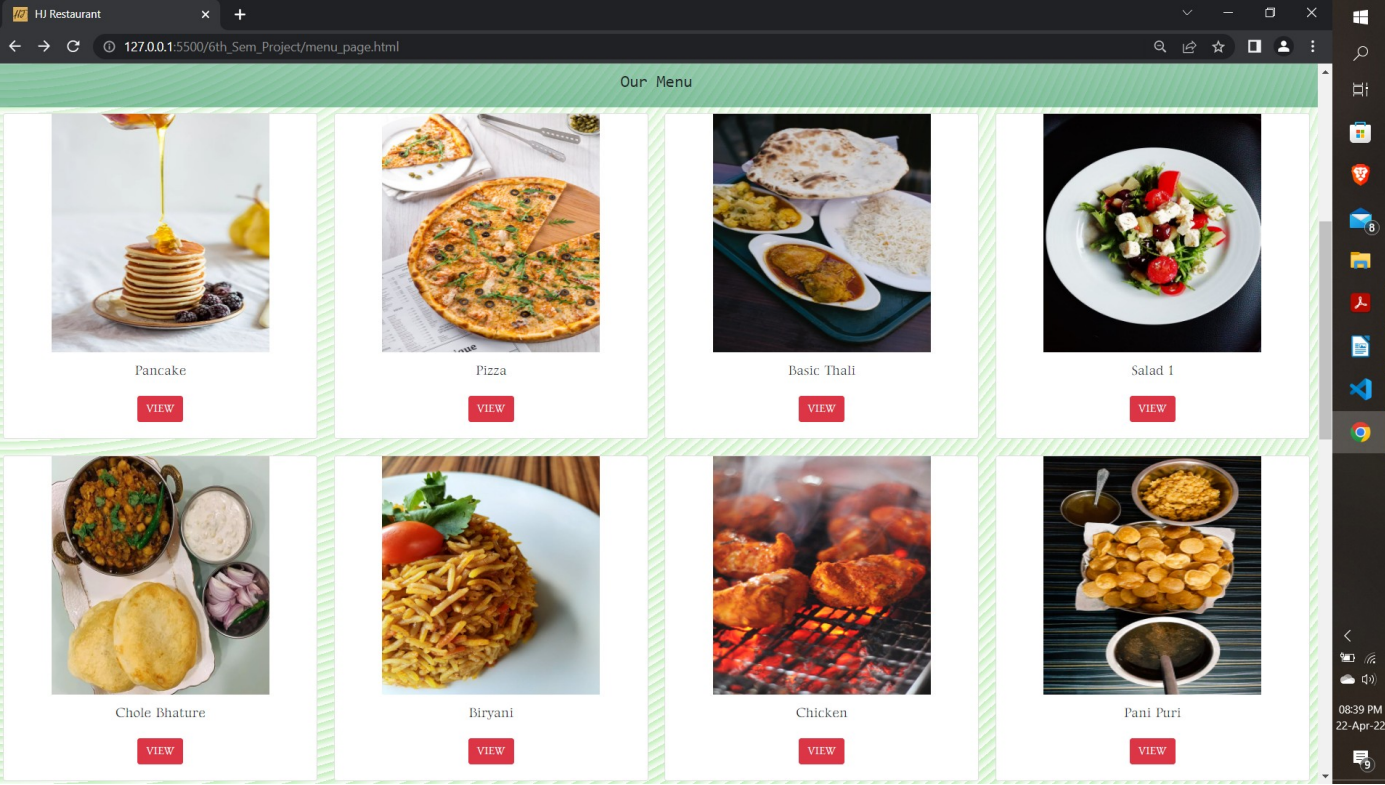 HJ HJ Restaurant
127.0.0.1:5500/6th_Sem_Project/menu_page.html
Our Menu
Pancake
Pizza
Basic Thali
Salad 1
VIEW
VIEW
VIEW
VIEW
Chole Bhature
Biryani
Chicken
Pani Puri
VIEW
VIEW
VIEW
VIEW
8
08:39 PM
22-Apr-22
9